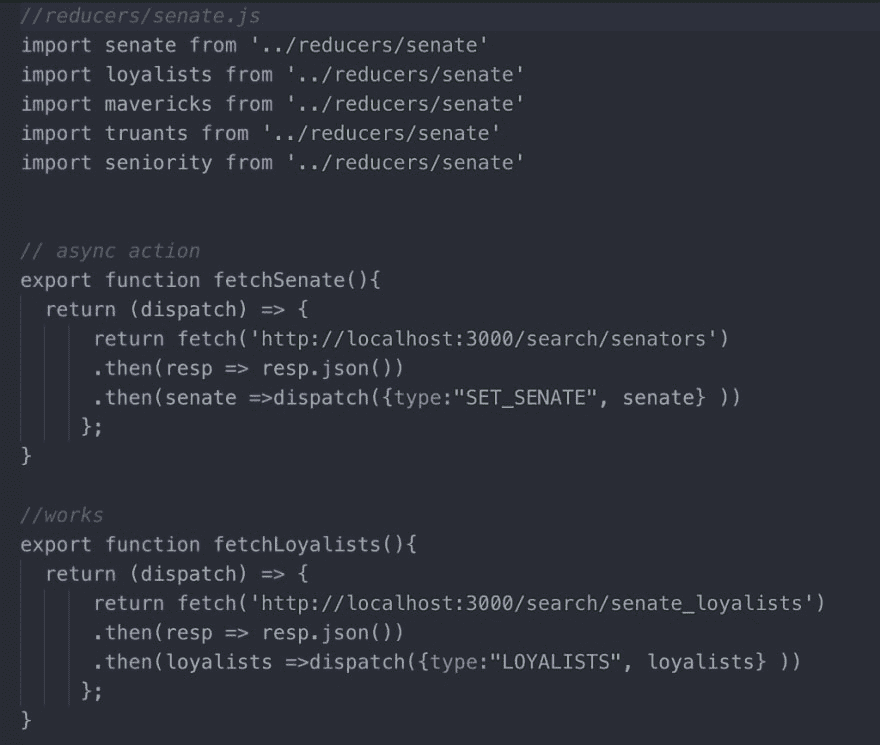 //reducers/senate.js
import senate from '../reducers/senate'
import loyalists from '../reducers/senate'
import mavericks from '../reducers/senate'
import truants from '../reducers/senate'
import seniority from '../reducers/senate'
// async action
export function fetchSenate(){
return (dispatch) => {
return fetch('http://localhost:3000/search/senators')
.then(resp => resp.json())
.then(senate =>dispatch({type:"SET_SENATE", senate} ))
};
}
//works
export function fetchLoyalists(){
return (dispatch) => {
return fetch('http://localhost:3000/search/senate_loyalists')
.then(resp => resp.json())
.then(loyalists =>dispatch({type:"LOYALISTS", loyalists} ))
};
}